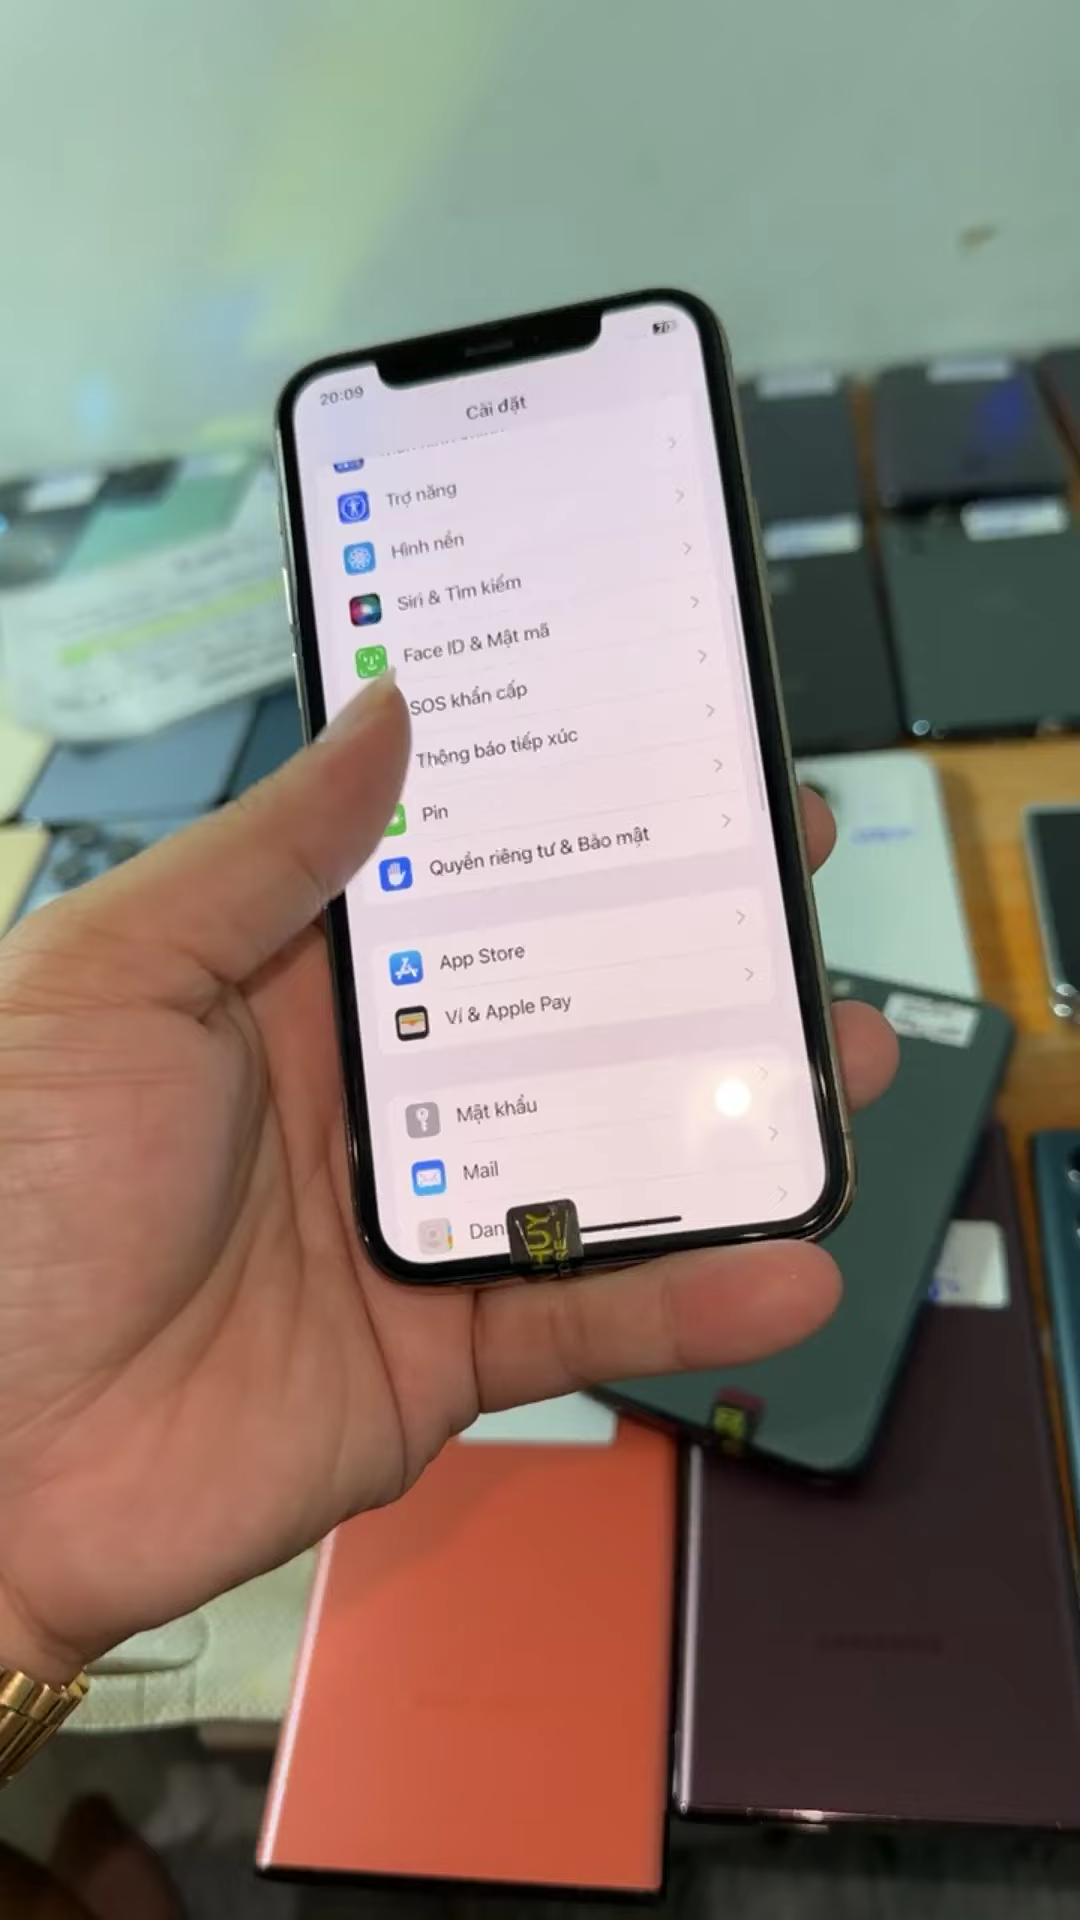 20:09
Cài đặt
Trợ năng
Hình nền
Siri & Tìm kiếm
Face ID & Mật mã
SOS khẩn cấp
Thông báo tiếp xúc
Pin
Quyền riêng tư & Bảo mật
App Store
Ví & Apple Pay
Mật khẩu
Mail
HUY